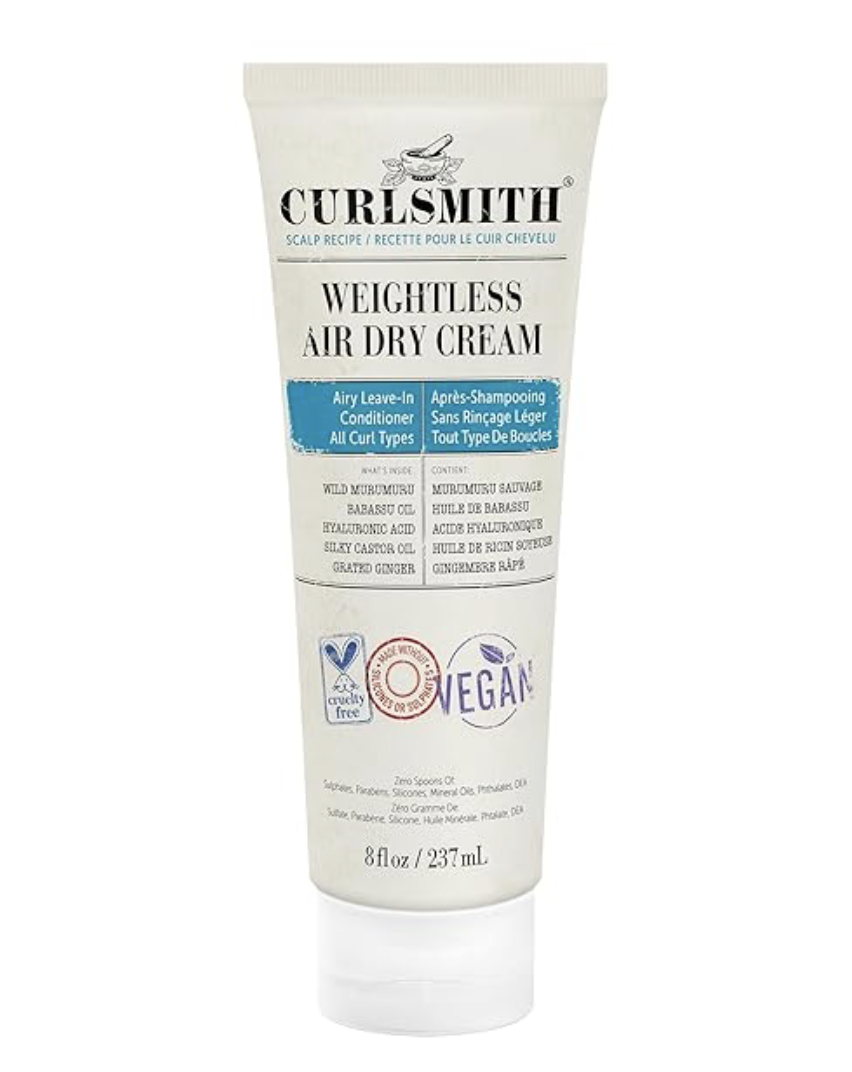 CURLSMITH®
SCALP RECIPE / RECETTE POUR LE CUIR CHEVELU
WEIGHTLESS
AIR DRY CREAM
Airy Leave-In
Conditioner
All Curl Types
Après-Shampooing
Sans Rinçage Léger
Tout Type De Boucles
WHAT'S INSIDE:
WILD MURUMURU
BABASSU OIL
HYALURONIC ACID
SILKY CASTOR OIL
GRATED GINGER
CONTIENT:
MURUMURU SAUVAGE
HUILE DE BABASSU
ACIDE HYALURONIQUE
HUILE DE RICIN SOYEUSE
GINGEMBRE RÂPÉ
cruelty
free
MADE WITHOUT
SILICONES OR SULPHATES
VEGAN
Zero Spoons Of:
Sulphates, Parabens, Silicones, Mineral Oils, Phthalates, DEA
Zéro Gramme De:
Sulfate, Parabène, Silicone, Huile Minérale, Phtalate, DEA
8 fl oz / 237 mL